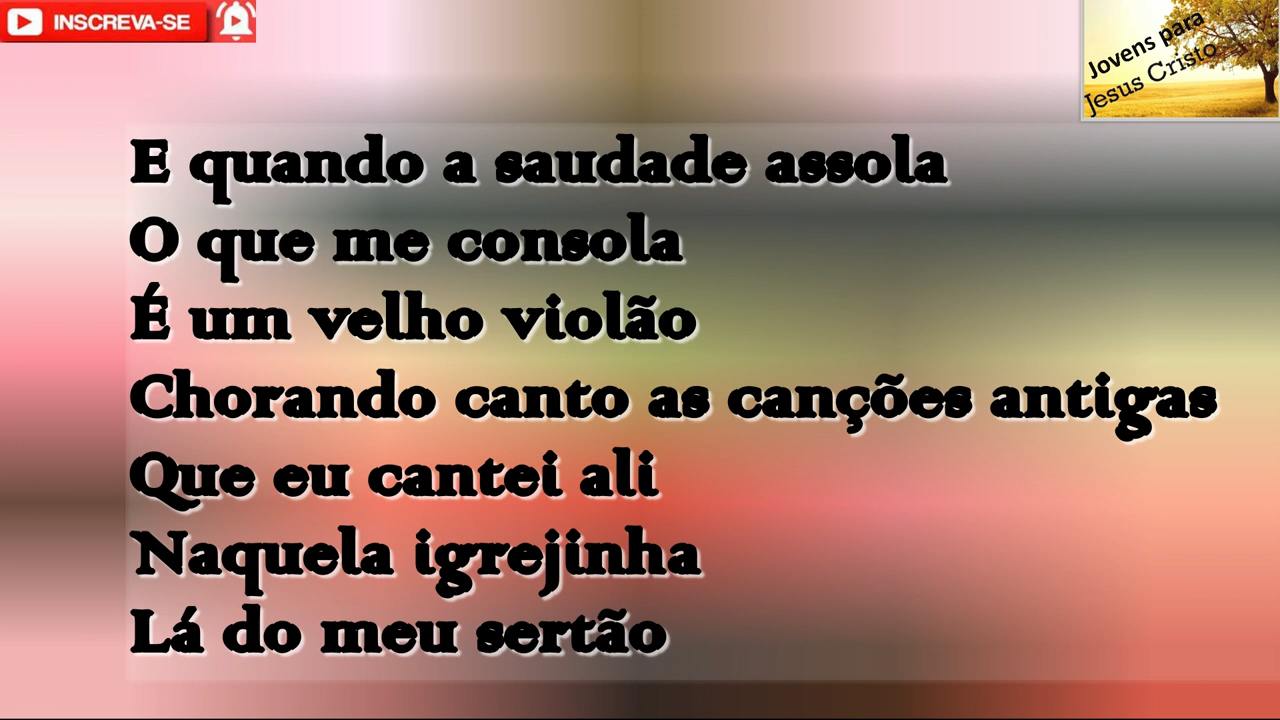 INSCREVA-SE
Jovens para
Jesus Cristo
E quando a saudade assola
O que me consola
É um velho violão
Chorando canto as canções antigas
Que eu cantei ali
Naquela igrejinha
Lá do meu sertão